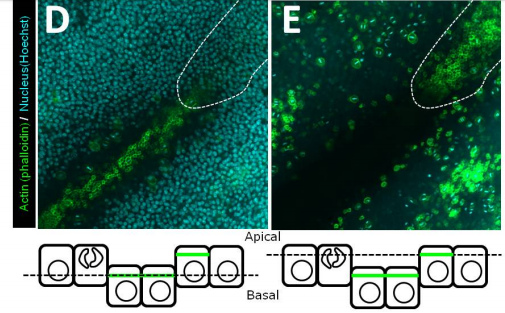 D
E
Actin (phalloidin) / Nucleus(Hoechst)
Apical
Basal